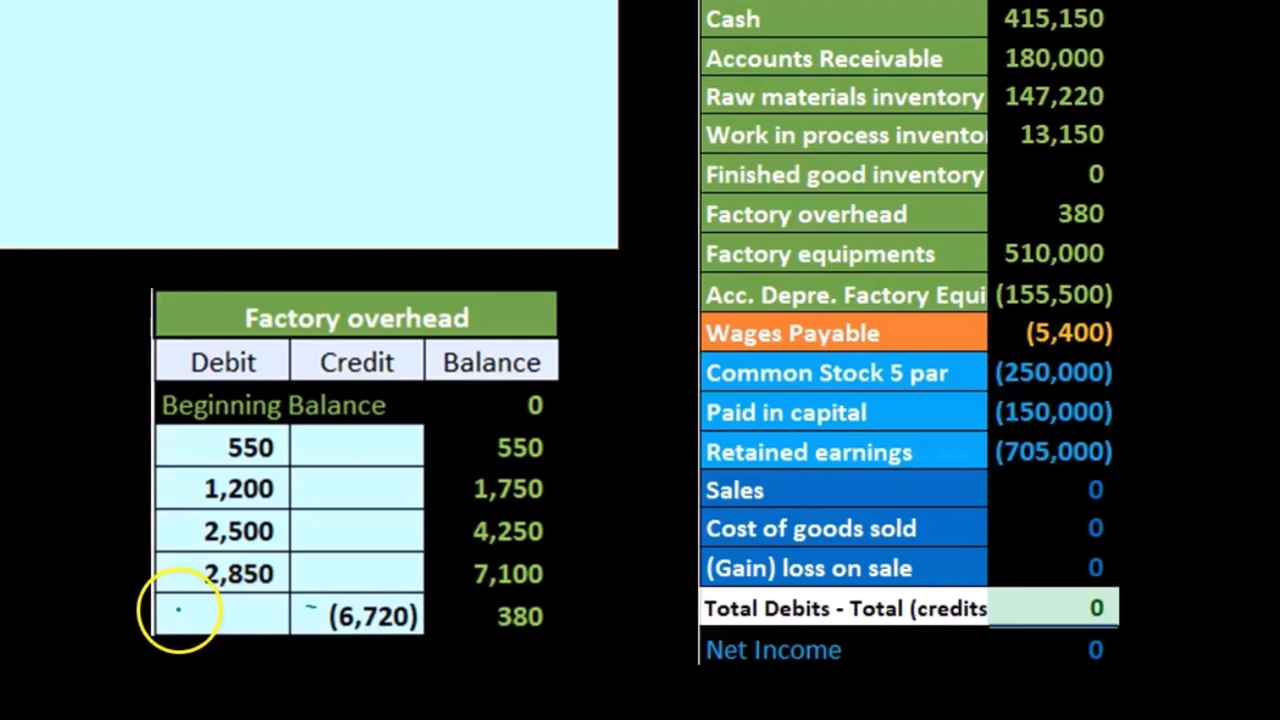 Cash 415,150
Accounts Receivable 180,000
Raw materials inventory 147,220
Work in process invento 13,150
Finished good inventory 0
Factory overhead 380
Factory equipments 510,000
Acc. Depre. Factory Equi (155,500)
Wages Payable (5,400)
Common Stock 5 par (250,000)
Paid in capital (150,000)
Retained earnings (705,000)
Sales 0
Cost of goods sold 0
(Gain) loss on sale 0
Total Debits - Total (credits 0
Net Income 0
Factory overhead
Debit Credit Balance
Beginning Balance 0
550 550
1,200 1,750
2,500 4,250
2,850 7,100
(6,720) 380